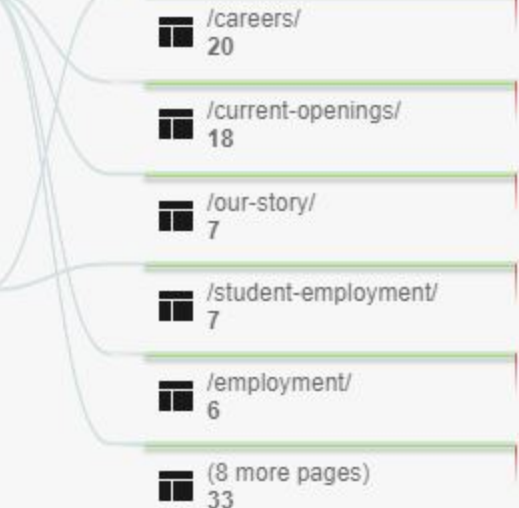 /careers/
20
/current-openings/
18
/our-story/
7
/student-employment/
7
/employment/
6
(8 more pages)
33